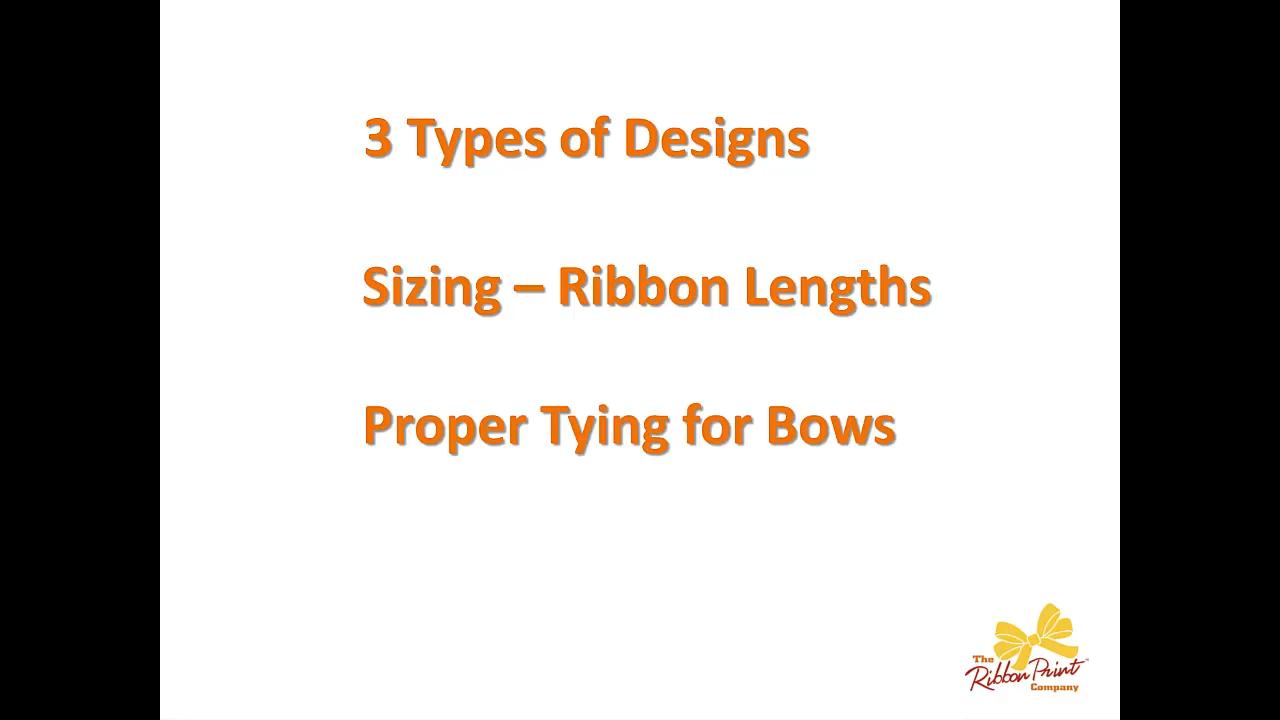 3 Types of Designs
Sizing – Ribbon Lengths
Proper Tying for Bows
The
Ribbon Print
Company